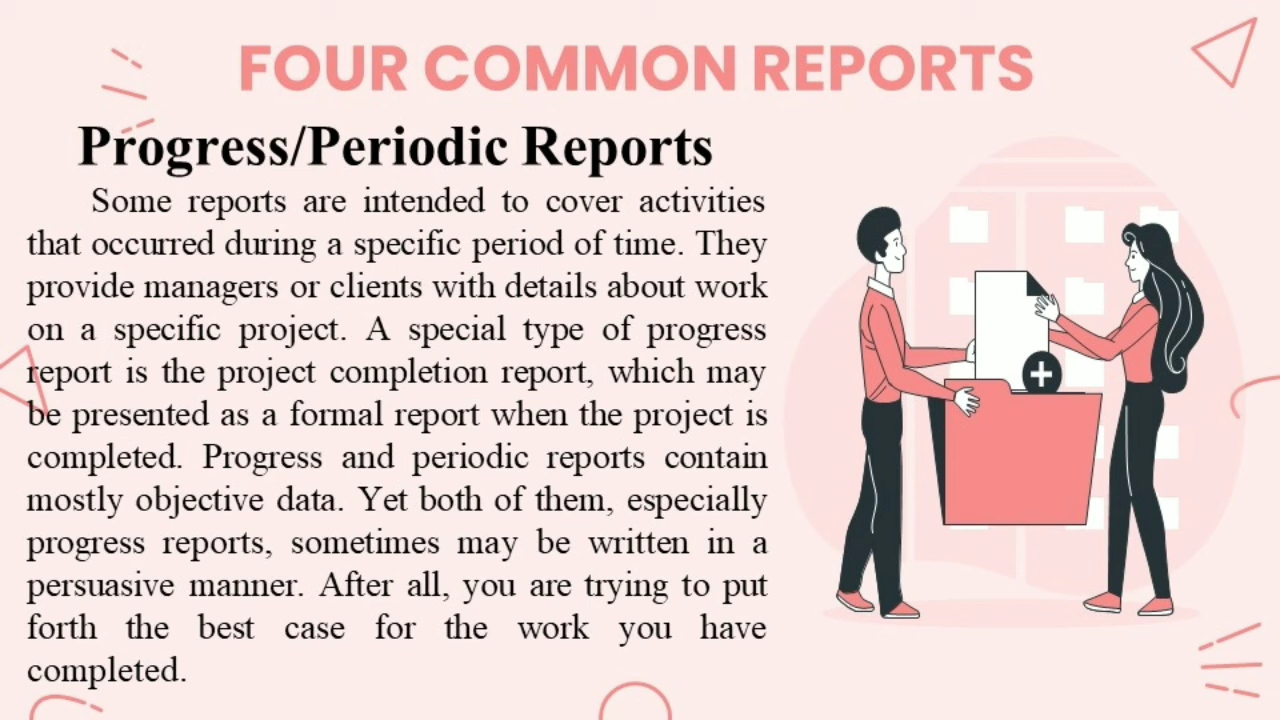 FOUR COMMON REPORTS
Progress/Periodic Reports
Some reports are intended to cover activities
that occurred during a specific period of time. They
provide managers or clients with details about work
on a specific project. A special type of progress
report is the project completion report, which may
be presented as a formal report when the project is
completed. Progress and periodic reports contain
mostly objective data. Yet both of them, especially
progress reports, sometimes may be written in a
persuasive manner. After all, you are trying to put
forth the best case for the work you have
completed.